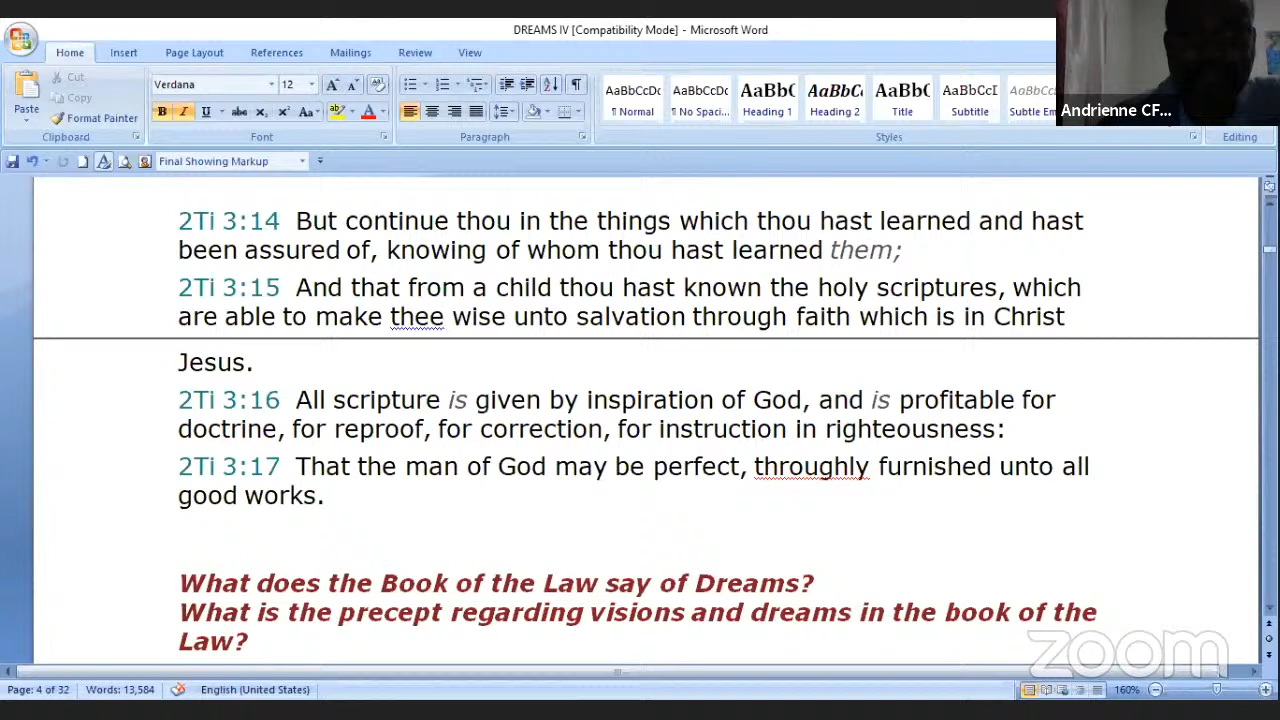 DREAMS IV [Compatibility Mode] - Microsoft Word
Home Insert Page Layout References Mailings Review View
Paste
Cut
Copy
Format Painter
Clipboard
Verdana 12
Font
Paragraph
AaBbCcDc AaBbCcDc AaBbC AaBbCc AaBbC AaBbCcI AaBbCcD
¶ Normal ¶ No Spaci... Heading 1 Heading 2 Title Subtitle Subtle Em
Styles
Editing
Andrienne CF...
Final Showing Markup
2Ti 3:14 But continue thou in the things which thou hast learned and hast
been assured of, knowing of whom thou hast learned them;
2Ti 3:15 And that from a child thou hast known the holy scriptures, which
are able to make thee wise unto salvation through faith which is in Christ
Jesus.
2Ti 3:16 All scripture is given by inspiration of God, and is profitable for
doctrine, for reproof, for correction, for instruction in righteousness:
2Ti 3:17 That the man of God may be perfect, throughly furnished unto all
good works.
What does the Book of the Law say of Dreams?
What is the precept regarding visions and dreams in the book of the
Law?
zoom
Page: 4 of 32 Words: 13,584 English (United States) 160%